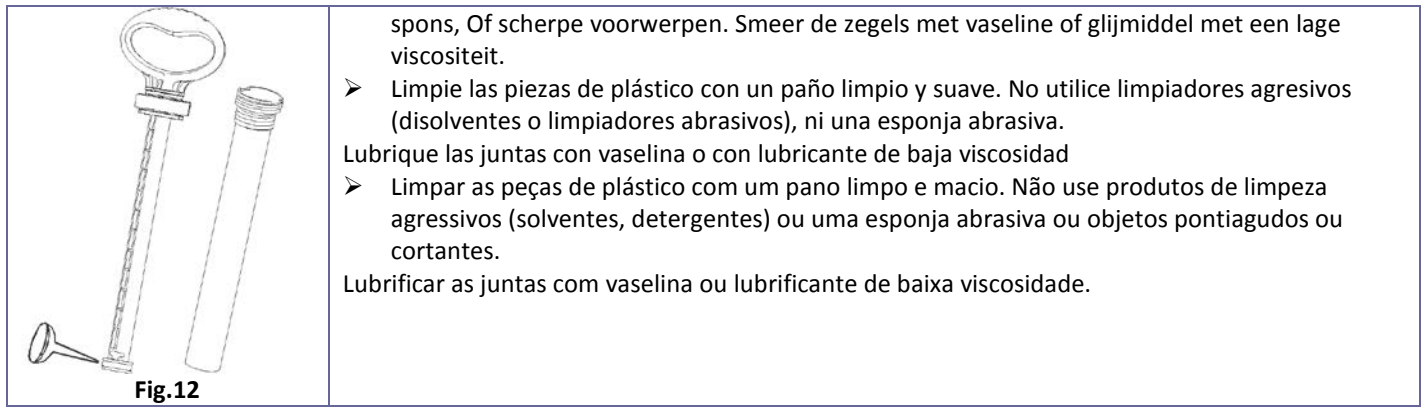 spons, Of scherpe voorwerpen. Smeer de zegels met vaseline of glijmiddel met een lage
viscositeit.
➢ Limpie las piezas de plástico con un paño limpio y suave. No utilice limpiadores agresivos
(disolventes o limpiadores abrasivos), ni una esponja abrasiva.
Lubrique las juntas con vaselina o con lubricante de baja viscosidad
➢ Limpar as peças de plástico com um pano limpo e macio. Não use produtos de limpeza
agressivos (solventes, detergentes) ou uma esponja abrasiva ou objetos pontiagudos ou
cortantes.
Lubrificar as juntas com vaselina ou lubrificante de baixa viscosidade.
Fig.12